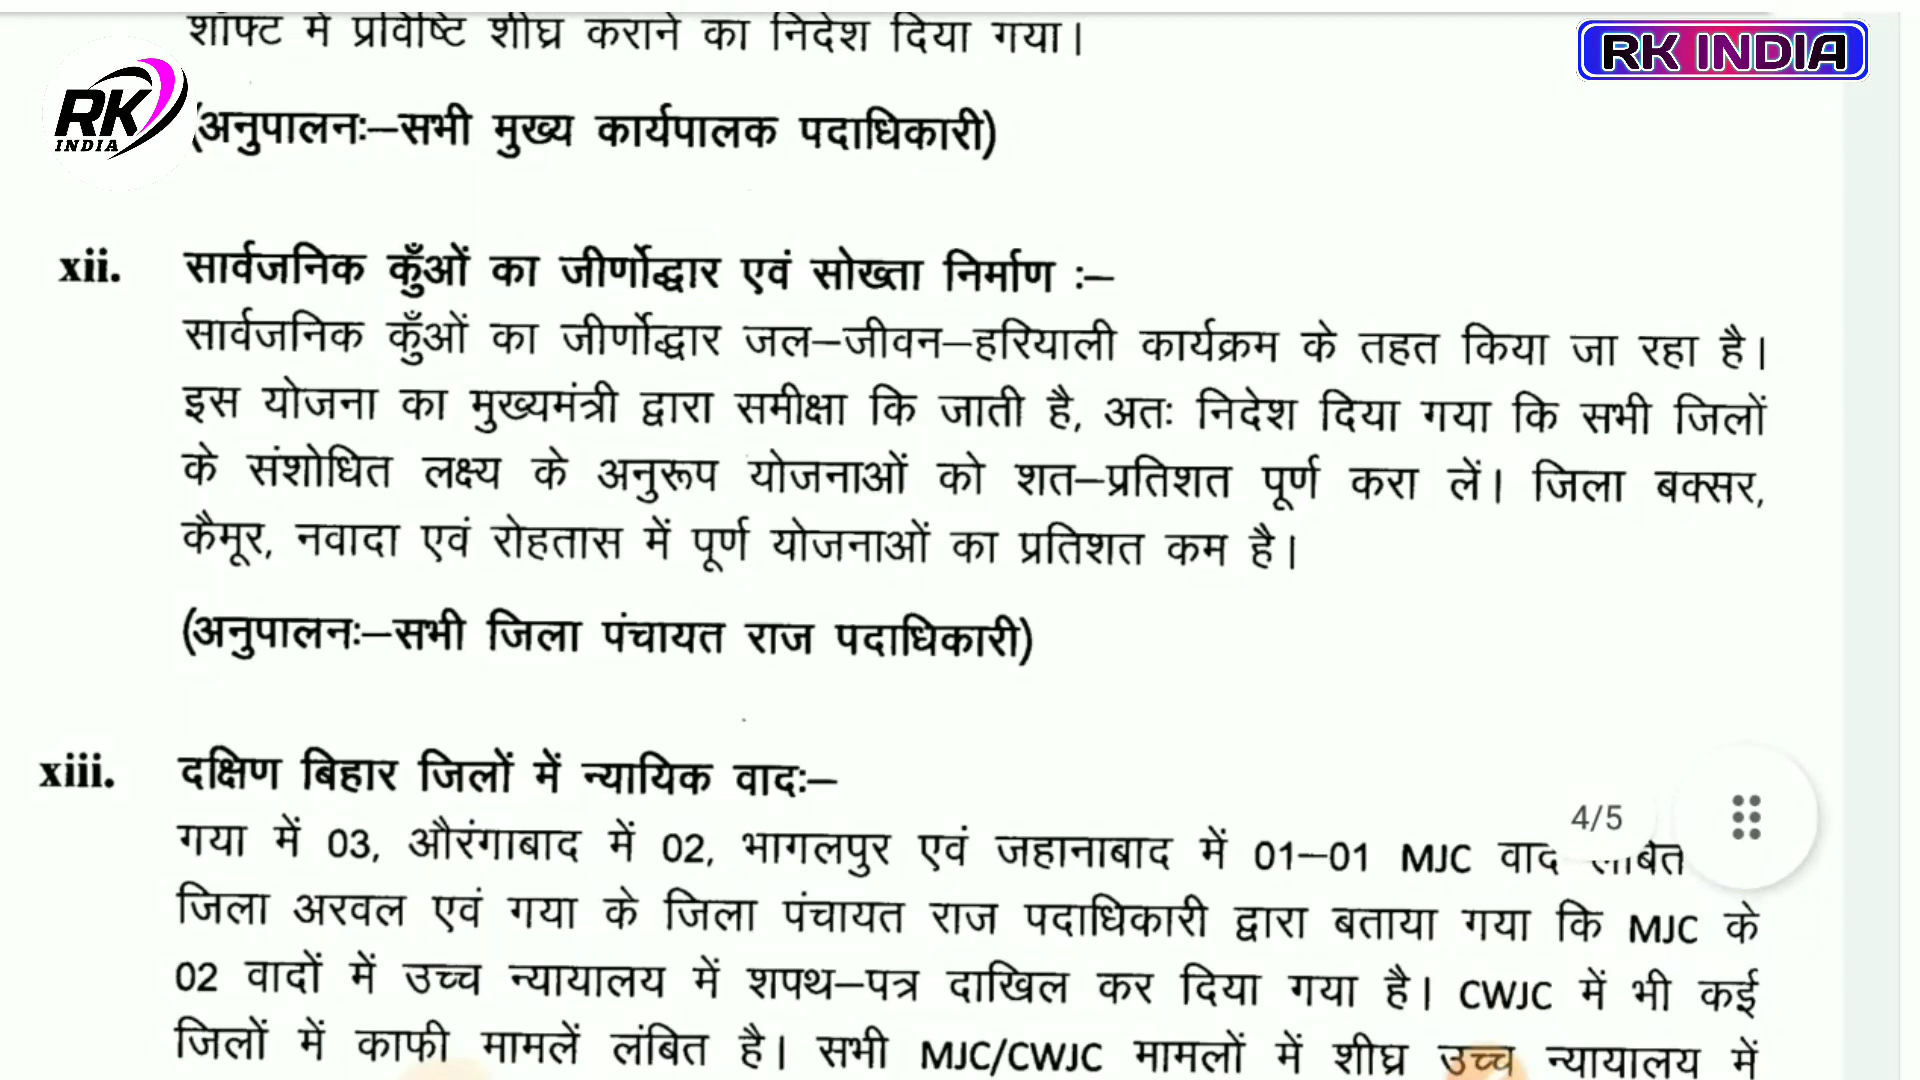 शीर्षट में प्रविष्टि शीघ्र कराने का निदेश दिया गया।
RK INDIA
RK
INDIA
(अनुपालनः–सभी मुख्य कार्यपालक पदाधिकारी)
xii. सार्वजनिक कुँओं का जीर्णोद्धार एवं सोख्ता निर्माण :–
सार्वजनिक कुँओं का जीर्णोद्धार जल–जीवन–हरियाली कार्यक्रम के तहत किया जा रहा है।
इस योजना का मुख्यमंत्री द्वारा समीक्षा कि जाती है, अतः निदेश दिया गया कि सभी जिलों
के संशोधित लक्ष्य के अनुरूप योजनाओं को शत–प्रतिशत पूर्ण करा लें। जिला बक्सर,
कैमूर, नवादा एवं रोहतास में पूर्ण योजनाओं का प्रतिशत कम है।
(अनुपालनः–सभी जिला पंचायत राज पदाधिकारी)
xiii. दक्षिण बिहार जिलों में न्यायिक वादः–
4/5
गया में 03, औरंगाबाद में 02, भागलपुर एवं जहानाबाद में 01–01 MJC वाद लंबित
जिला अरवल एवं गया के जिला पंचायत राज पदाधिकारी द्वारा बताया गया कि MJC के
02 वादों में उच्च न्यायालय में शपथ–पत्र दाखिल कर दिया गया है। CWJC में भी कई
जिलों में काफी मामलें लंबित है। सभी MJC/CWJC मामलों में शीघ्र उच्च न्यायालय में